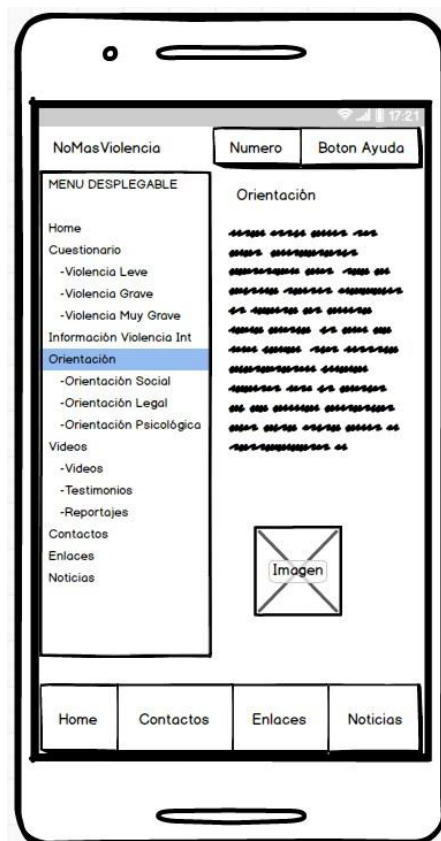 17:21
NoMasViolencia
Numero
Boton Ayuda
MENU DESPLEGABLE
Home
Cuestionario
-Violencia Leve
-Violencia Grave
-Violencia Muy Grave
Información Violencia Int
Orientación
-Orientación Social
-Orientación Legal
-Orientación Psicológica
Videos
-Videos
-Testimonios
-Reportajes
Contactos
Enlaces
Noticias
Orientación
Imagen
Home
Contactos
Enlaces
Noticias